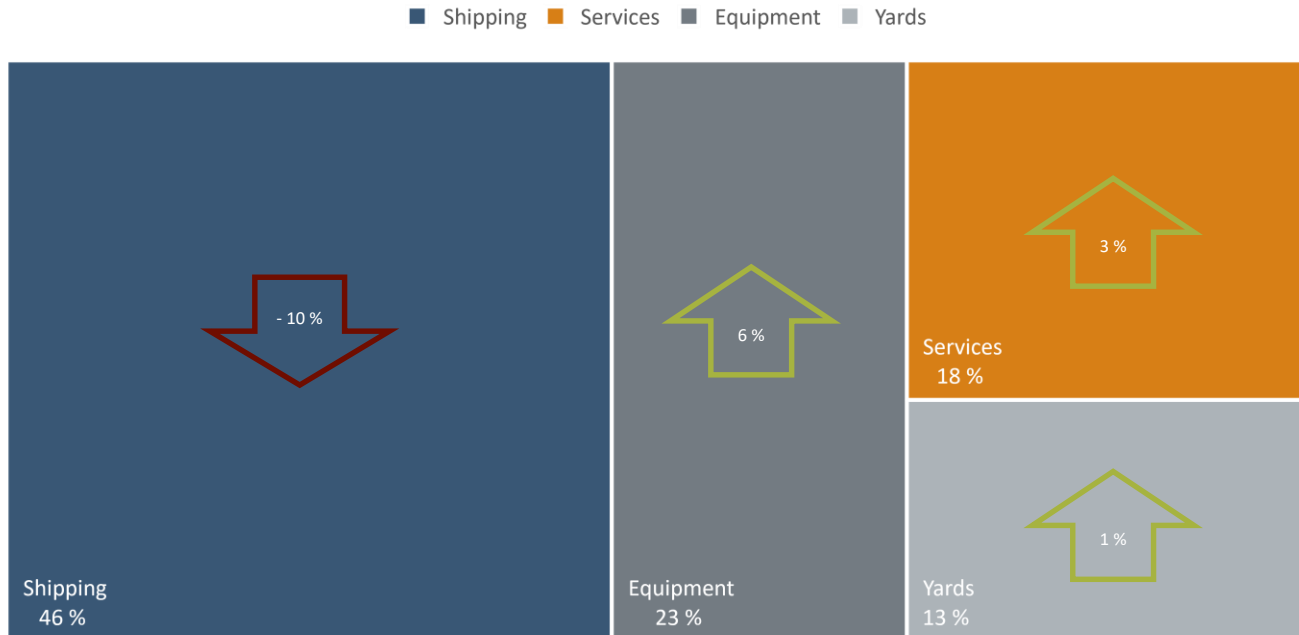 Shipping Services Equipment Yards
- 10 %
Shipping
46 %
6 %
Equipment
23 %
3 %
Services
18 %
1 %
Yards
13 %